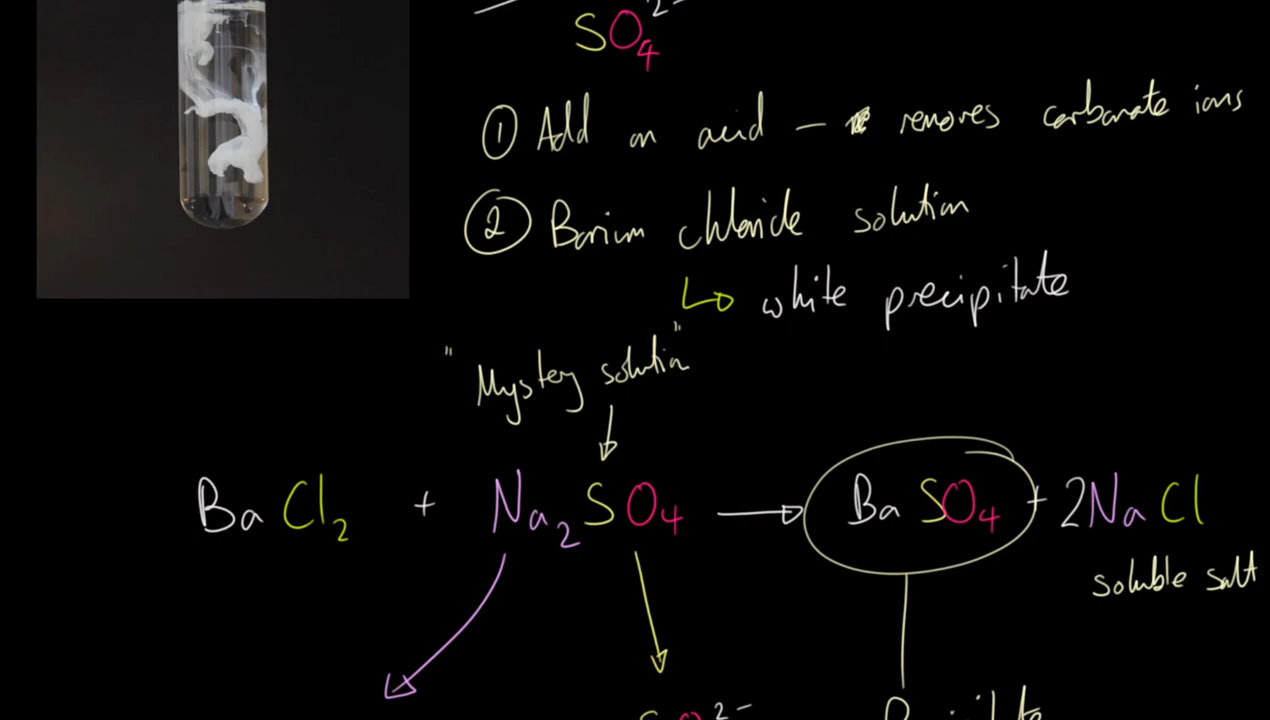 SO₄²⁻
① Add an acid – removes carbonate ions
② Barium chloride solution
↳ white precipitate
"Mystery solution"
BaCl₂ + Na₂SO₄ → BaSO₄ + 2NaCl
soluble salt
2-